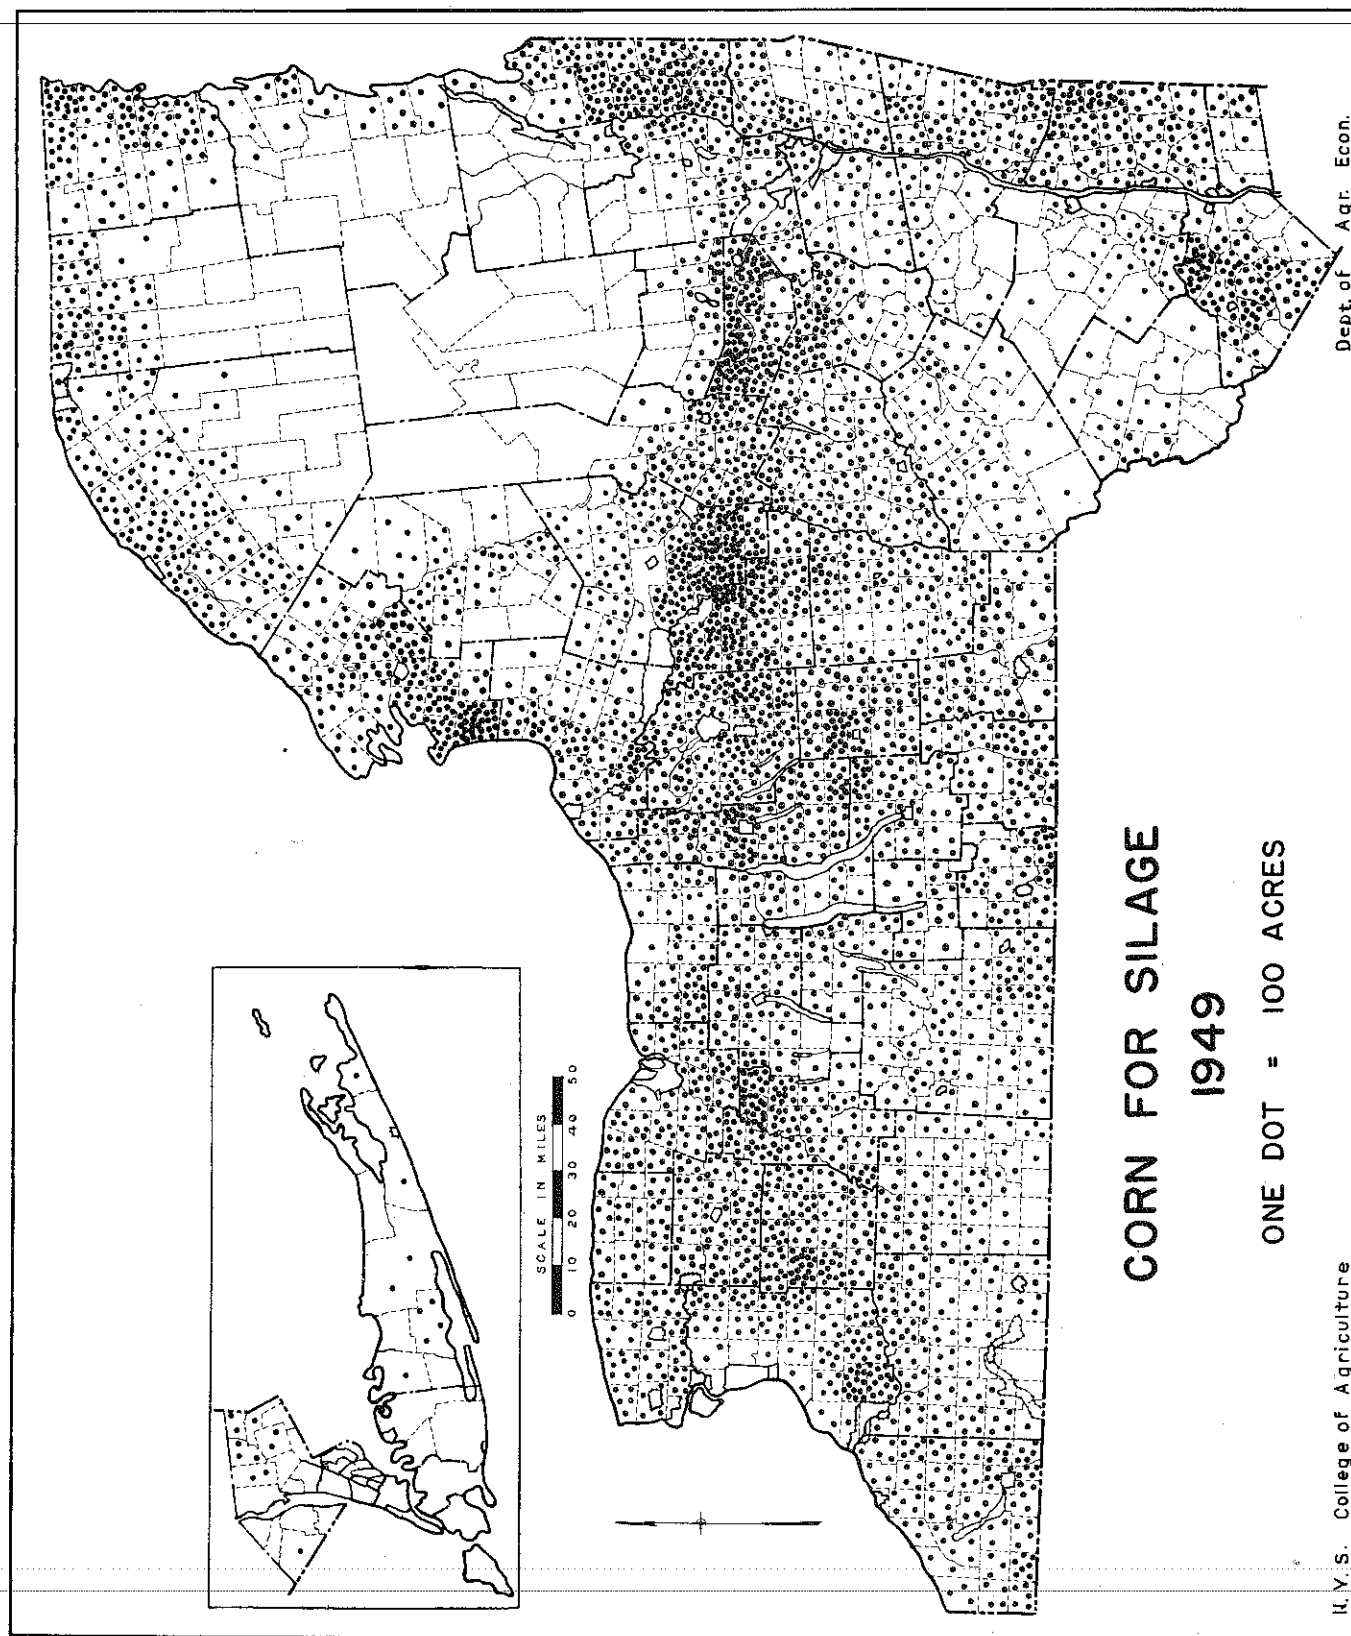 SCALE IN MILES
0 10 20 30 40 50
CORN FOR SILAGE
1949
ONE DOT = 100 ACRES
N.Y.S. College of Agriculture
Dept. of Agr. Econ.